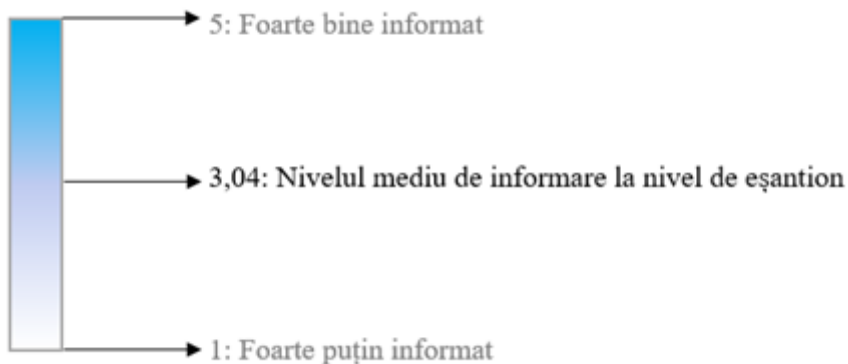 5: Foarte bine informat
3,04: Nivelul mediu de informare la nivel de eșantion
1: Foarte puțin informat